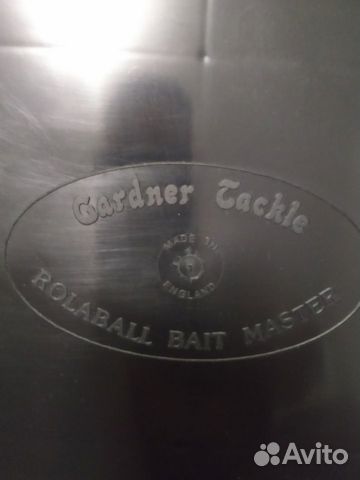 Gardner Tackle
MADE IN
ENGLAND
ROLABALL BAIT MASTER
Avito